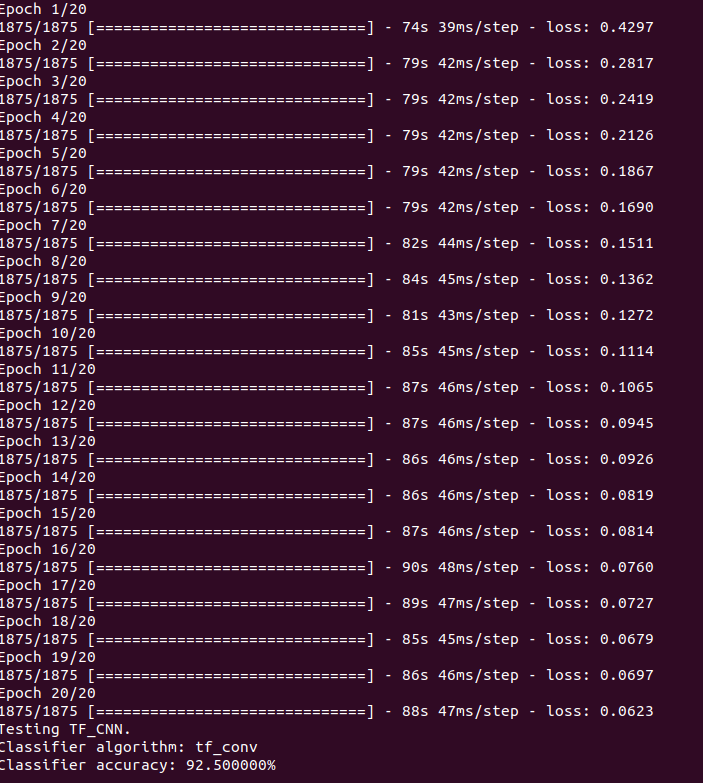 Epoch 1/20
1875/1875 [==============================] - 74s 39ms/step - loss: 0.4297
Epoch 2/20
1875/1875 [==============================] - 79s 42ms/step - loss: 0.2817
Epoch 3/20
1875/1875 [==============================] - 79s 42ms/step - loss: 0.2419
Epoch 4/20
1875/1875 [==============================] - 79s 42ms/step - loss: 0.2126
Epoch 5/20
1875/1875 [==============================] - 79s 42ms/step - loss: 0.1867
Epoch 6/20
1875/1875 [==============================] - 79s 42ms/step - loss: 0.1690
Epoch 7/20
1875/1875 [==============================] - 82s 44ms/step - loss: 0.1511
Epoch 8/20
1875/1875 [==============================] - 84s 45ms/step - loss: 0.1362
Epoch 9/20
1875/1875 [==============================] - 81s 43ms/step - loss: 0.1272
Epoch 10/20
1875/1875 [==============================] - 85s 45ms/step - loss: 0.1114
Epoch 11/20
1875/1875 [==============================] - 87s 46ms/step - loss: 0.1065
Epoch 12/20
1875/1875 [==============================] - 87s 46ms/step - loss: 0.0945
Epoch 13/20
1875/1875 [==============================] - 86s 46ms/step - loss: 0.0926
Epoch 14/20
1875/1875 [==============================] - 86s 46ms/step - loss: 0.0819
Epoch 15/20
1875/1875 [==============================] - 87s 46ms/step - loss: 0.0814
Epoch 16/20
1875/1875 [==============================] - 90s 48ms/step - loss: 0.0760
Epoch 17/20
1875/1875 [==============================] - 89s 47ms/step - loss: 0.0727
Epoch 18/20
1875/1875 [==============================] - 85s 45ms/step - loss: 0.0679
Epoch 19/20
1875/1875 [==============================] - 86s 46ms/step - loss: 0.0697
Epoch 20/20
1875/1875 [==============================] - 88s 47ms/step - loss: 0.0623
Testing TF_CNN.
Classifier algorithm: tf_conv
Classifier accuracy: 92.500000%